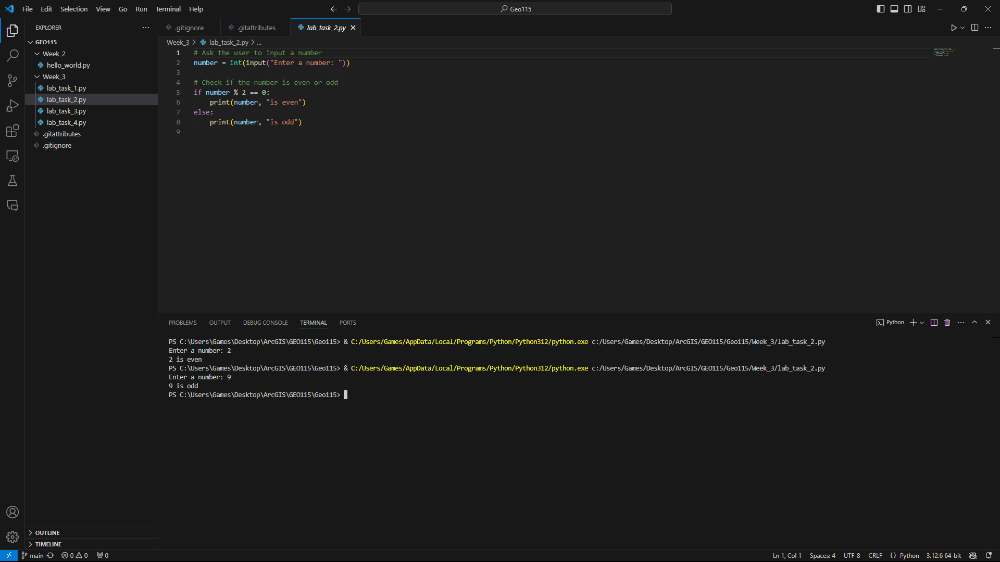 File Edit Selection View Go Run Terminal Help
Geo115
EXPLORER
GEO115
Week_2
hello_world.py
Week_3
lab_task_1.py
lab_task_2.py
lab_task_3.py
lab_task_4.py
.gitattributes
.gitignore
OUTLINE
TIMELINE
.gitignore .gitattributes lab_task_2.py
Week_3 > lab_task_2.py > ...
1 # Ask the user to input a number
2 number = int(input("Enter a number: "))
3
4 # Check if the number is even or odd
5 if number % 2 == 0:
6     print(number, "is even")
7 else:
8     print(number, "is odd")
9
PROBLEMS OUTPUT DEBUG CONSOLE TERMINAL PORTS
Python
PS C:\Users\Games\Desktop\ArcGIS\GEO115\Geo115> & C:/Users/Games/AppData/Local/Programs/Python/Python312/python.exe c:/Users/Games/Desktop/ArcGIS/GEO115/Geo115/Week_3/lab_task_2.py
Enter a number: 2
2 is even
PS C:\Users\Games\Desktop\ArcGIS\GEO115\Geo115> & C:/Users/Games/AppData/Local/Programs/Python/Python312/python.exe c:/Users/Games/Desktop/ArcGIS/GEO115/Geo115/Week_3/lab_task_2.py
Enter a number: 9
9 is odd
PS C:\Users\Games\Desktop\ArcGIS\GEO115\Geo115>
main 0 0 0
Ln 1, Col 1 Spaces: 4 UTF-8 CRLF {} Python 3.12.6 64-bit